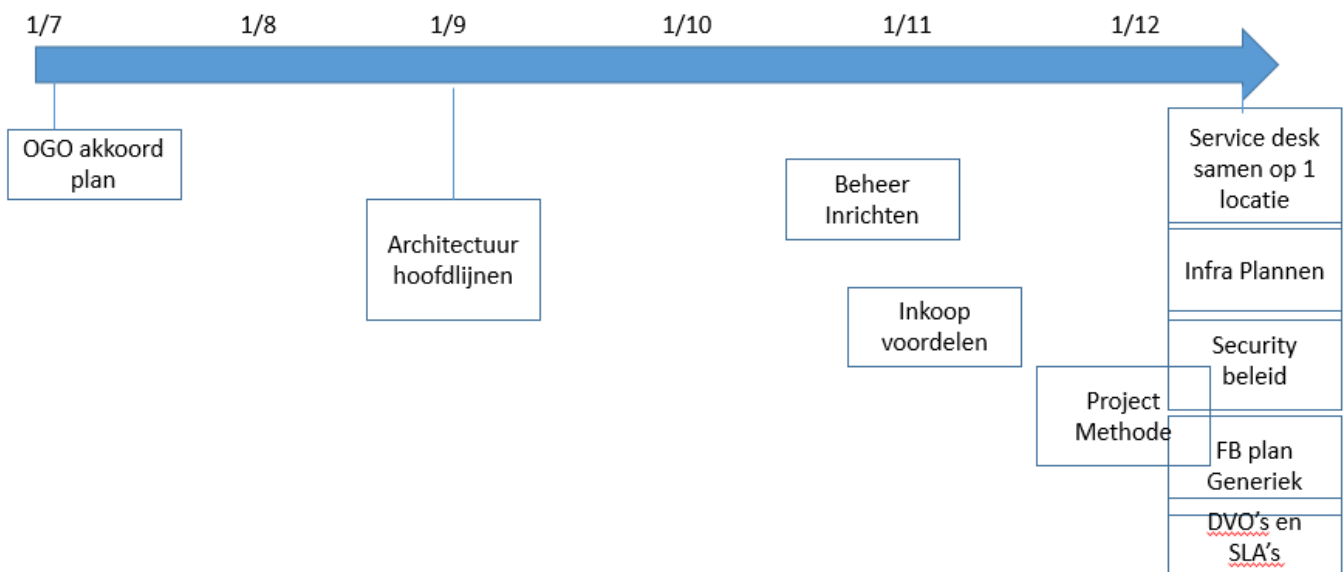 1/7
1/8
1/9
1/10
1/11
1/12
OGO akkoord
plan
Architectuur
hoofdlijnen
Beheer
Inrichten
Inkoop
voordelen
Project
Methode
Service desk
samen op 1
locatie
Infra Plannen
Security
beleid
FB plan
Generiek
DVO's en
SLA's